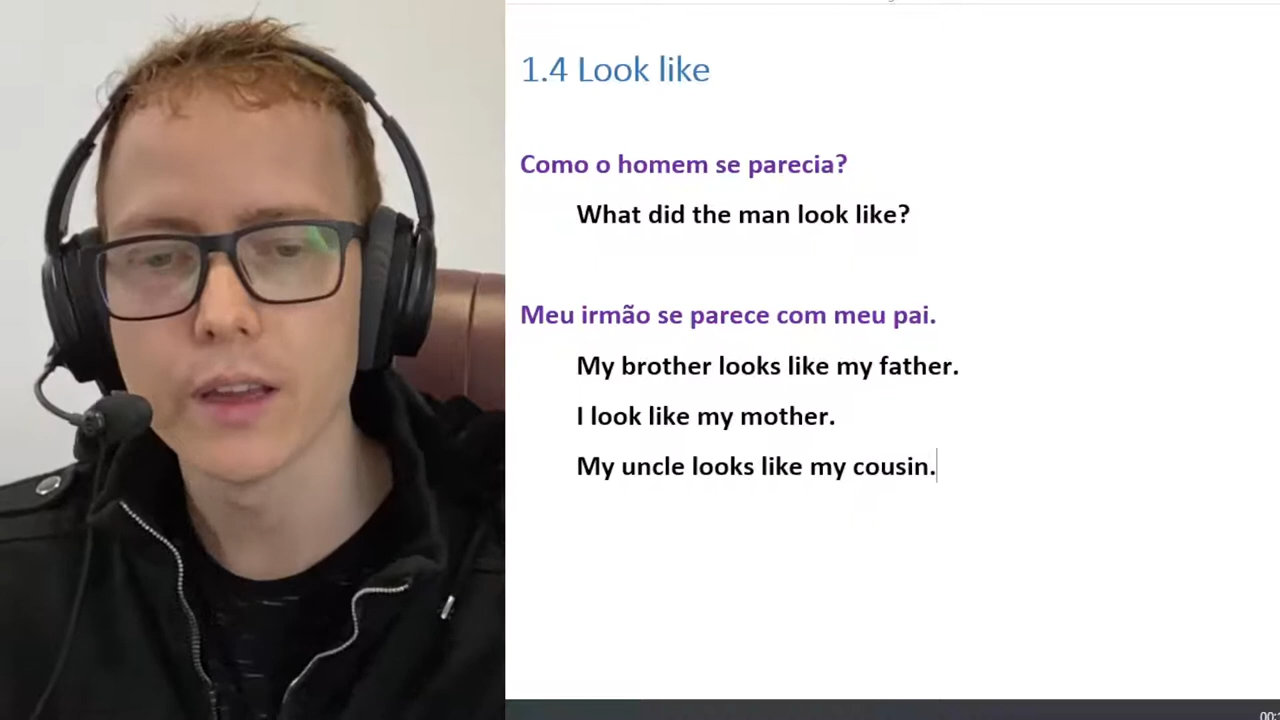 1.4 Look like
Como o homem se parecia?
What did the man look like?
Meu irmão se parece com meu pai.
My brother looks like my father.
I look like my mother.
My uncle looks like my cousin.